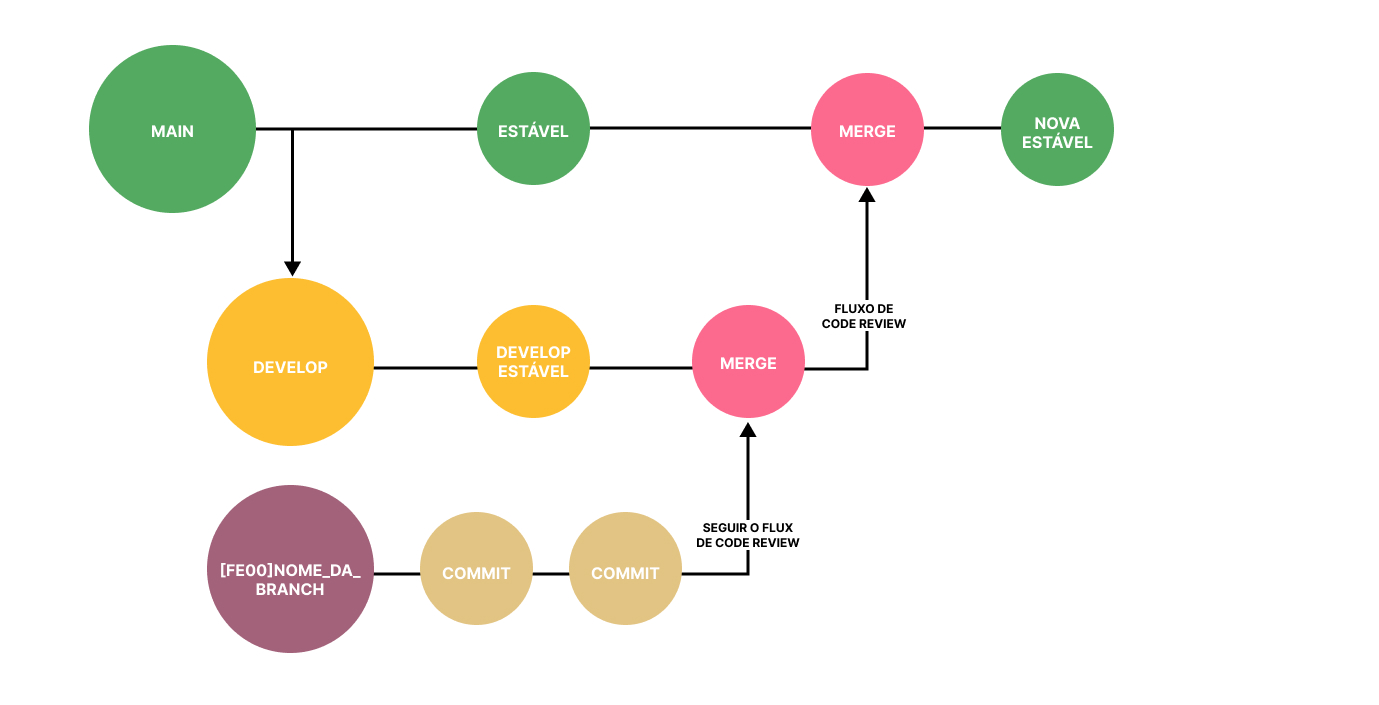 MAIN
ESTÁVEL
MERGE
NOVA
ESTÁVEL
FLUXO DE
CODE REVIEW
DEVELOP
DEVELOP
ESTÁVEL
MERGE
SEGUIR O FLUX
DE CODE REVIEW
[FE00]NOME_DA_
BRANCH
COMMIT
COMMIT